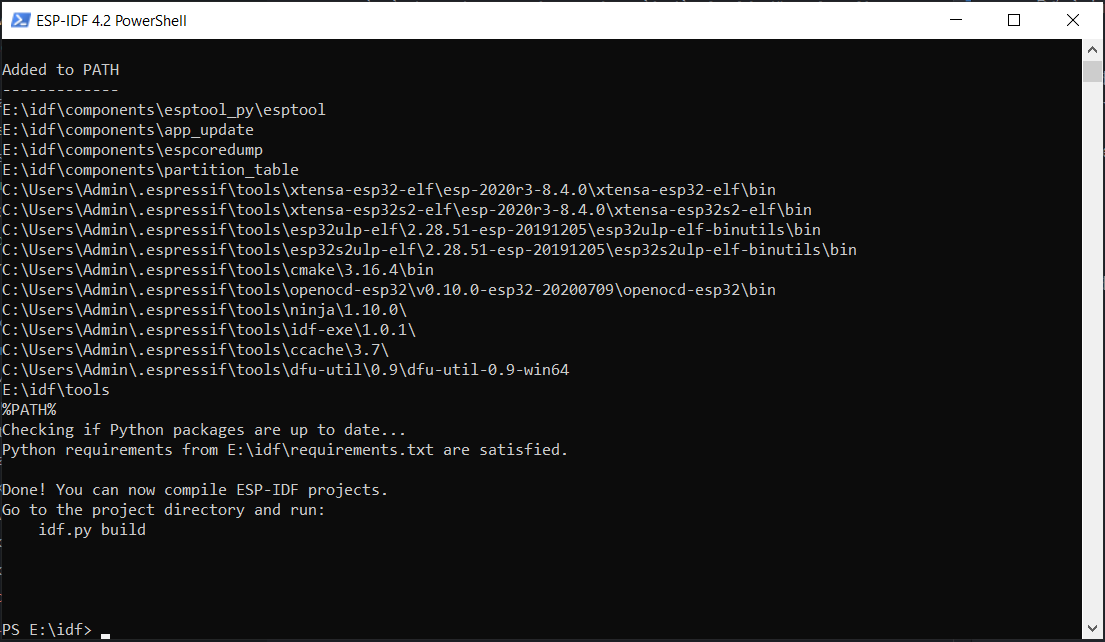 ESP-IDF 4.2 PowerShell
Added to PATH
-------------
E:\idf\components\esptool_py\esptool
E:\idf\components\app_update
E:\idf\components\espcoredump
E:\idf\components\partition_table
C:\Users\Admin\.espressif\tools\xtensa-esp32-elf\esp-2020r3-8.4.0\xtensa-esp32-elf\bin
C:\Users\Admin\.espressif\tools\xtensa-esp32s2-elf\esp-2020r3-8.4.0\xtensa-esp32s2-elf\bin
C:\Users\Admin\.espressif\tools\esp32ulp-elf\2.28.51-esp-20191205\esp32ulp-elf-binutils\bin
C:\Users\Admin\.espressif\tools\esp32s2ulp-elf\2.28.51-esp-20191205\esp32s2ulp-elf-binutils\bin
C:\Users\Admin\.espressif\tools\cmake\3.16.4\bin
C:\Users\Admin\.espressif\tools\openocd-esp32\v0.10.0-esp32-20200709\openocd-esp32\bin
C:\Users\Admin\.espressif\tools\ninja\1.10.0\
C:\Users\Admin\.espressif\tools\idf-exe\1.0.1\
C:\Users\Admin\.espressif\tools\ccache\3.7\
C:\Users\Admin\.espressif\tools\dfu-util\0.9\dfu-util-0.9-win64
E:\idf\tools
%PATH%
Checking if Python packages are up to date...
Python requirements from E:\idf\requirements.txt are satisfied.
Done! You can now compile ESP-IDF projects.
Go to the project directory and run:
    idf.py build
PS E:\idf>